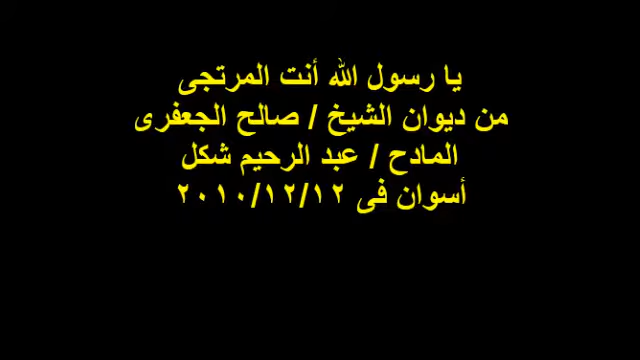 يا رسول الله أنت المرتجى
من ديوان الشيخ / صالح الجعفرى
المادح / عبد الرحيم شكل
أسوان فى ٢٠١٠/١٢/١٢